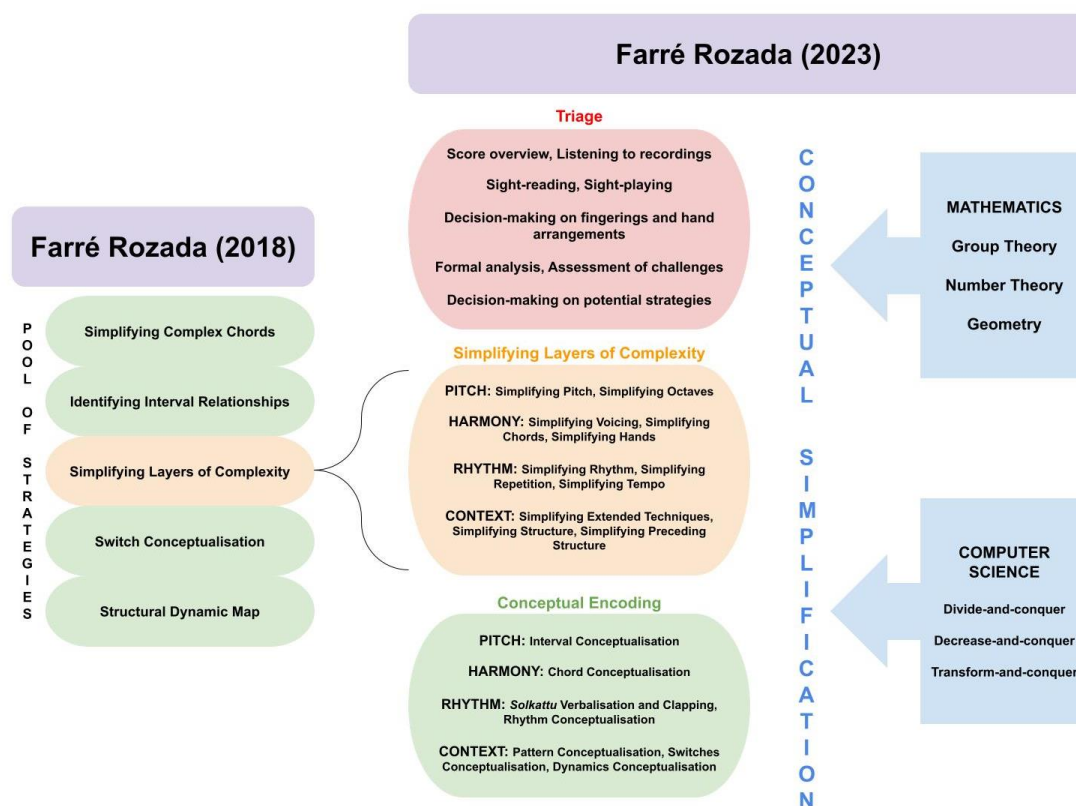 Farré Rozada (2023)
Farré Rozada (2018)
POOL OF STRATEGIES
Simplifying Complex Chords
Identifying Interval Relationships
Simplifying Layers of Complexity
Switch Conceptualisation
Structural Dynamic Map
Triage
Score overview, Listening to recordings
Sight-reading, Sight-playing
Decision-making on fingerings and hand
arrangements
Formal analysis, Assessment of challenges
Decision-making on potential strategies
Simplifying Layers of Complexity
PITCH: Simplifying Pitch, Simplifying Octaves
HARMONY: Simplifying Voicing, Simplifying
Chords, Simplifying Hands
RHYTHM: Simplifying Rhythm, Simplifying
Repetition, Simplifying Tempo
CONTEXT: Simplifying Extended Techniques,
Simplifying Structure, Simplifying Preceding
Structure
Conceptual Encoding
PITCH: Interval Conceptualisation
HARMONY: Chord Conceptualisation
RHYTHM: Solkattu Verbalisation and Clapping,
Rhythm Conceptualisation
CONTEXT: Pattern Conceptualisation, Switches
Conceptualisation, Dynamics Conceptualisation
CONCEPTUAL SIMPLIFICATION
MATHEMATICS
Group Theory
Number Theory
Geometry
COMPUTER
SCIENCE
Divide-and-conquer
Decrease-and-conquer
Transform-and-conquer